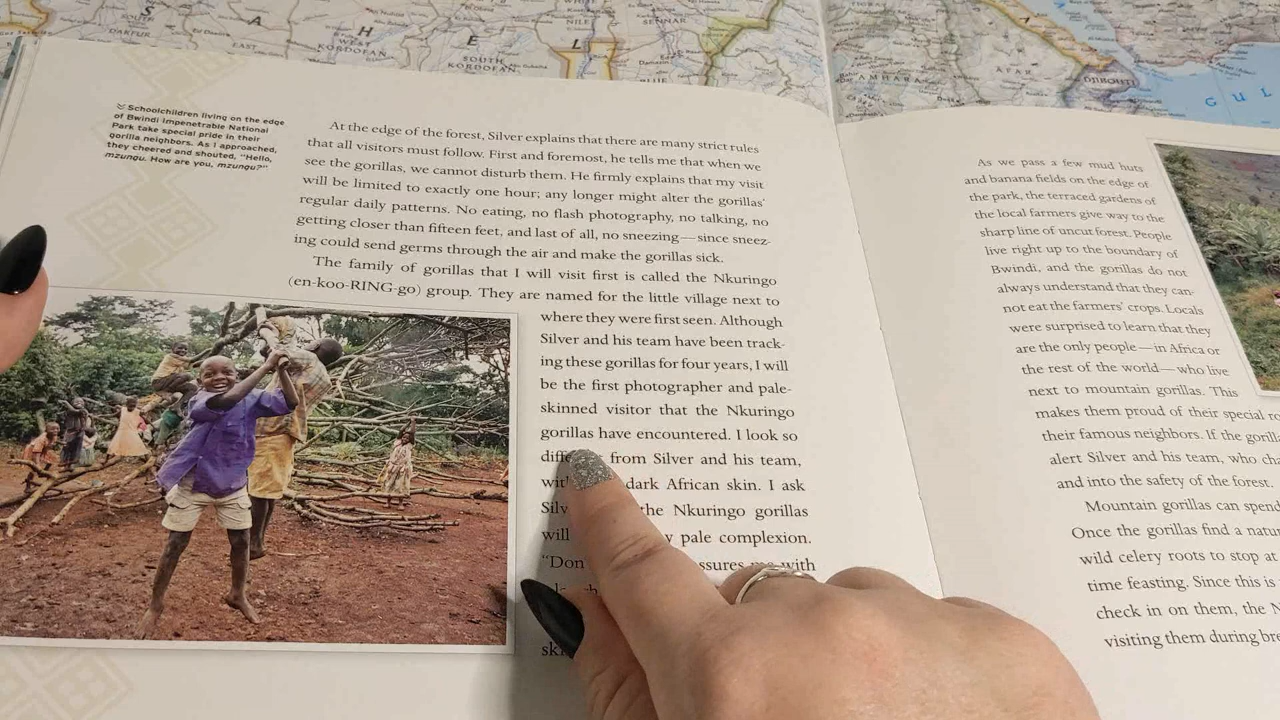 S
A
H
E
L
DARFUR
EAST
WEST
KORDOFAN
SOUTH
KORDOFAN
NILE
SENNAR
AMHARA
AFAR
DJIBOUTI
GUL
Schoolchildren living on the edge
of Bwindi Impenetrable National
Park take special pride in their
gorilla neighbors. As I approached,
they cheered and shouted, "Hello,
mzungu. How are you, mzungu?"
At the edge of the forest, Silver explains that there are many strict rules
that all visitors must follow. First and foremost, he tells me that when we
see the gorillas, we cannot disturb them. He firmly explains that my visit
will be limited to exactly one hour; any longer might alter the gorillas'
regular daily patterns. No eating, no flash photography, no talking, no
getting closer than fifteen feet, and last of all, no sneezing—since sneez-
ing could send germs through the air and make the gorillas sick.
The family of gorillas that I will visit first is called the Nkuringo
(en-koo-RING-go) group. They are named for the little village next to
where they were first seen. Although
Silver and his team have been track-
ing these gorillas for four years, I will
be the first photographer and pale-
skinned visitor that the Nkuringo
gorillas have encountered. I look so
from Silver and his team,
dark African skin. I ask
the Nkuringo gorillas
will pale complexion.
"Don with
As we pass a few mud huts
and banana fields on the edge of
the park, the terraced gardens of
the local farmers give way to the
sharp line of uncut forest. People
live right up to the boundary of
Bwindi, and the gorillas do not
always understand that they can-
not eat the farmers' crops. Locals
were surprised to learn that they
are the only people—in Africa or
the rest of the world—who live
next to mountain gorillas. This
makes them proud of their special
their famous neighbors. If the
alert Silver and his team, who
and into the safety of the forest.
Mountain gorillas can
Once the gorillas find a
wild celery roots to stop at
time feasting. Since this is
check in on them, the
visiting them during